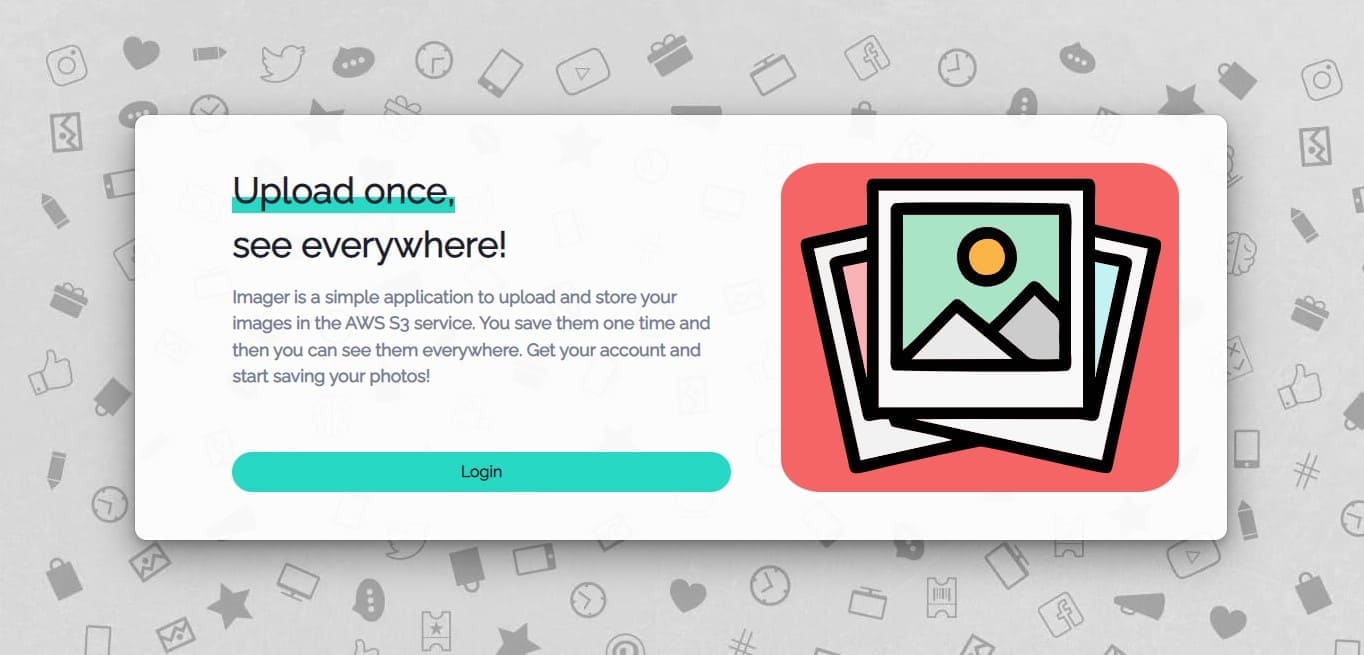 Upload once,
see everywhere!
Imager is a simple application to upload and store your
images in the AWS S3 service. You save them one time and
then you can see them everywhere. Get your account and
start saving your photos!
Login